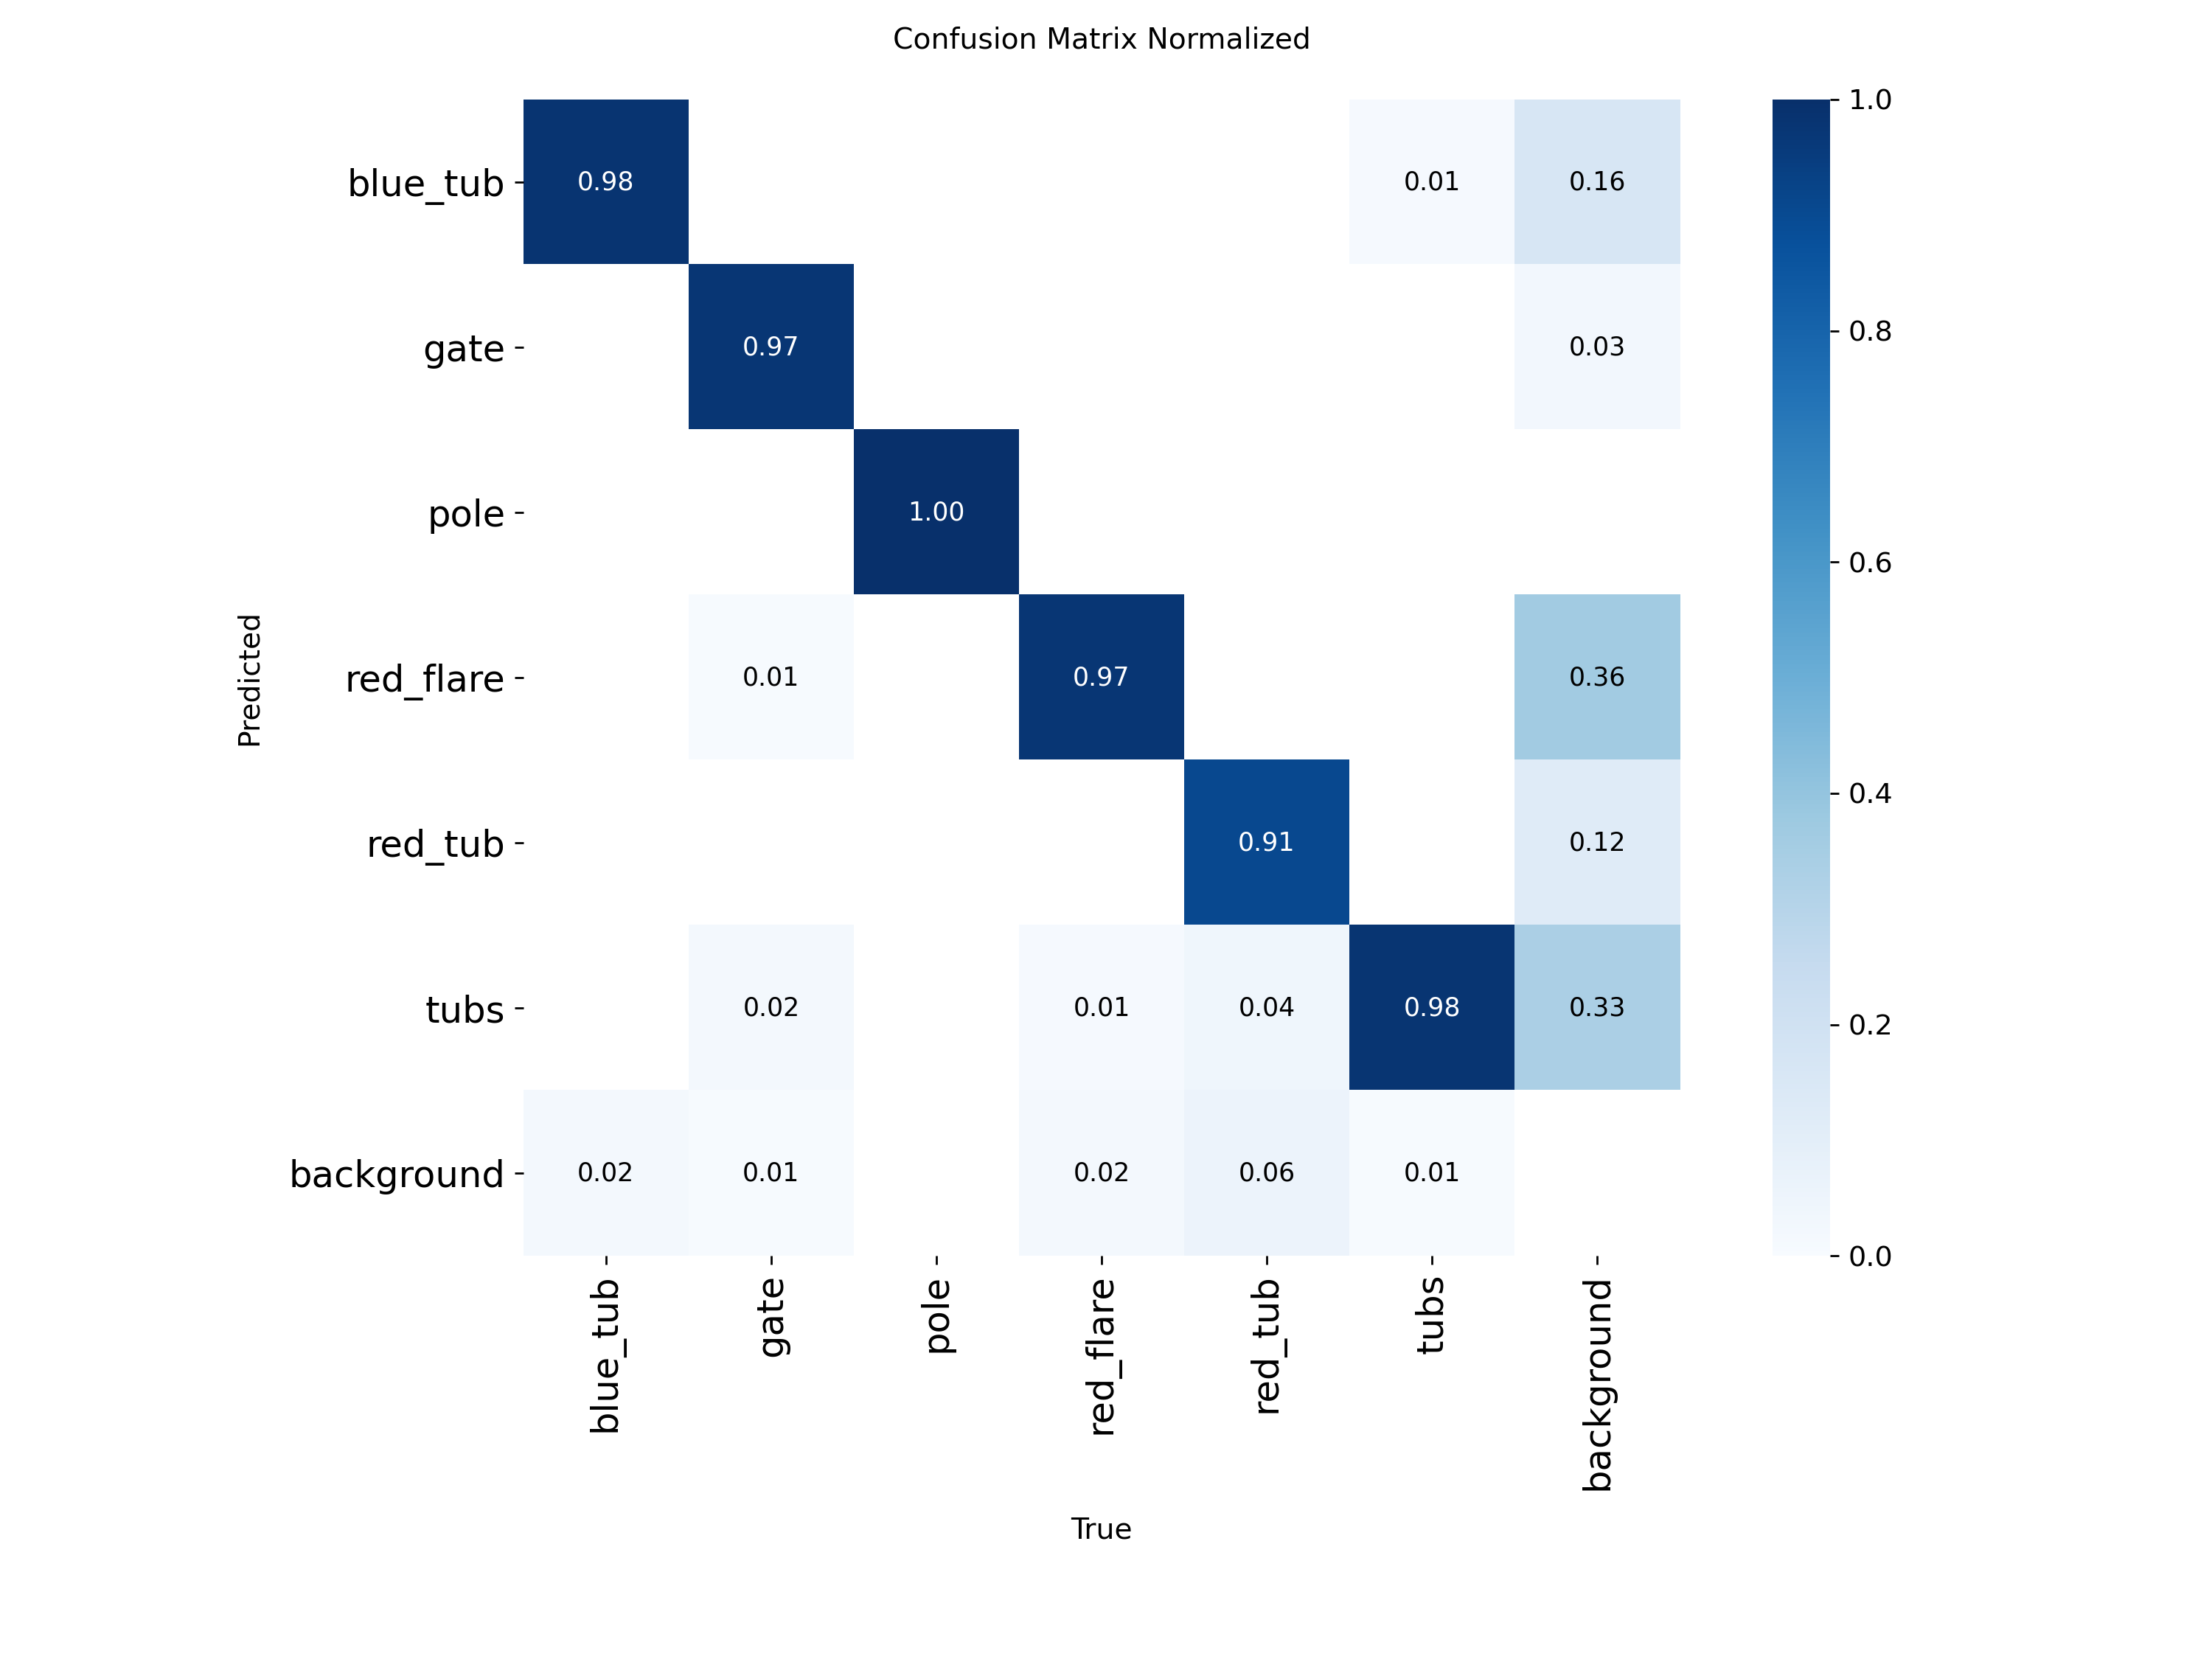 Confusion Matrix Normalized
blue_tub 0.98 0.01 0.16
gate 0.97 0.03
pole 1.00
red_flare 0.01 0.97 0.36
red_tub 0.91 0.12
tubs 0.02 0.01 0.04 0.98 0.33
background 0.02 0.01 0.02 0.06 0.01
Predicted
blue_tub gate pole red_flare red_tub tubs background
True
1.0
0.8
0.6
0.4
0.2
0.0